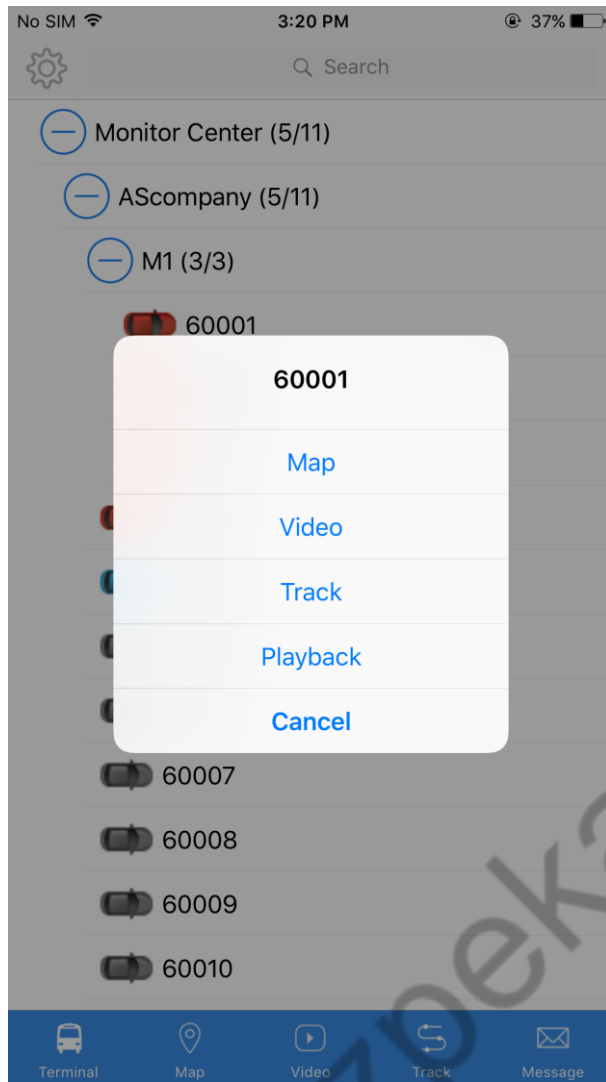 No SIM 3:20 PM 37%
Search
Monitor Center (5/11)
AScompany (5/11)
M1 (3/3)
60001
60001
Map
Video
Track
Playback
Cancel
60007
60008
60009
60010
Terminal Map Video Track Message